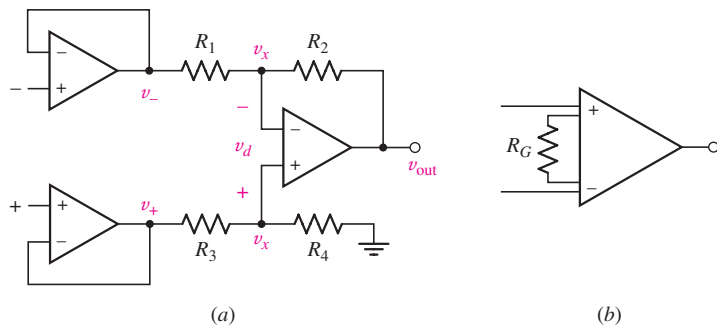 R1 vx R2
−
+
− v− −
vd −
+
vout
+ v+ +
+
−
R3 vx R4
+
RG
−
(a) (b)